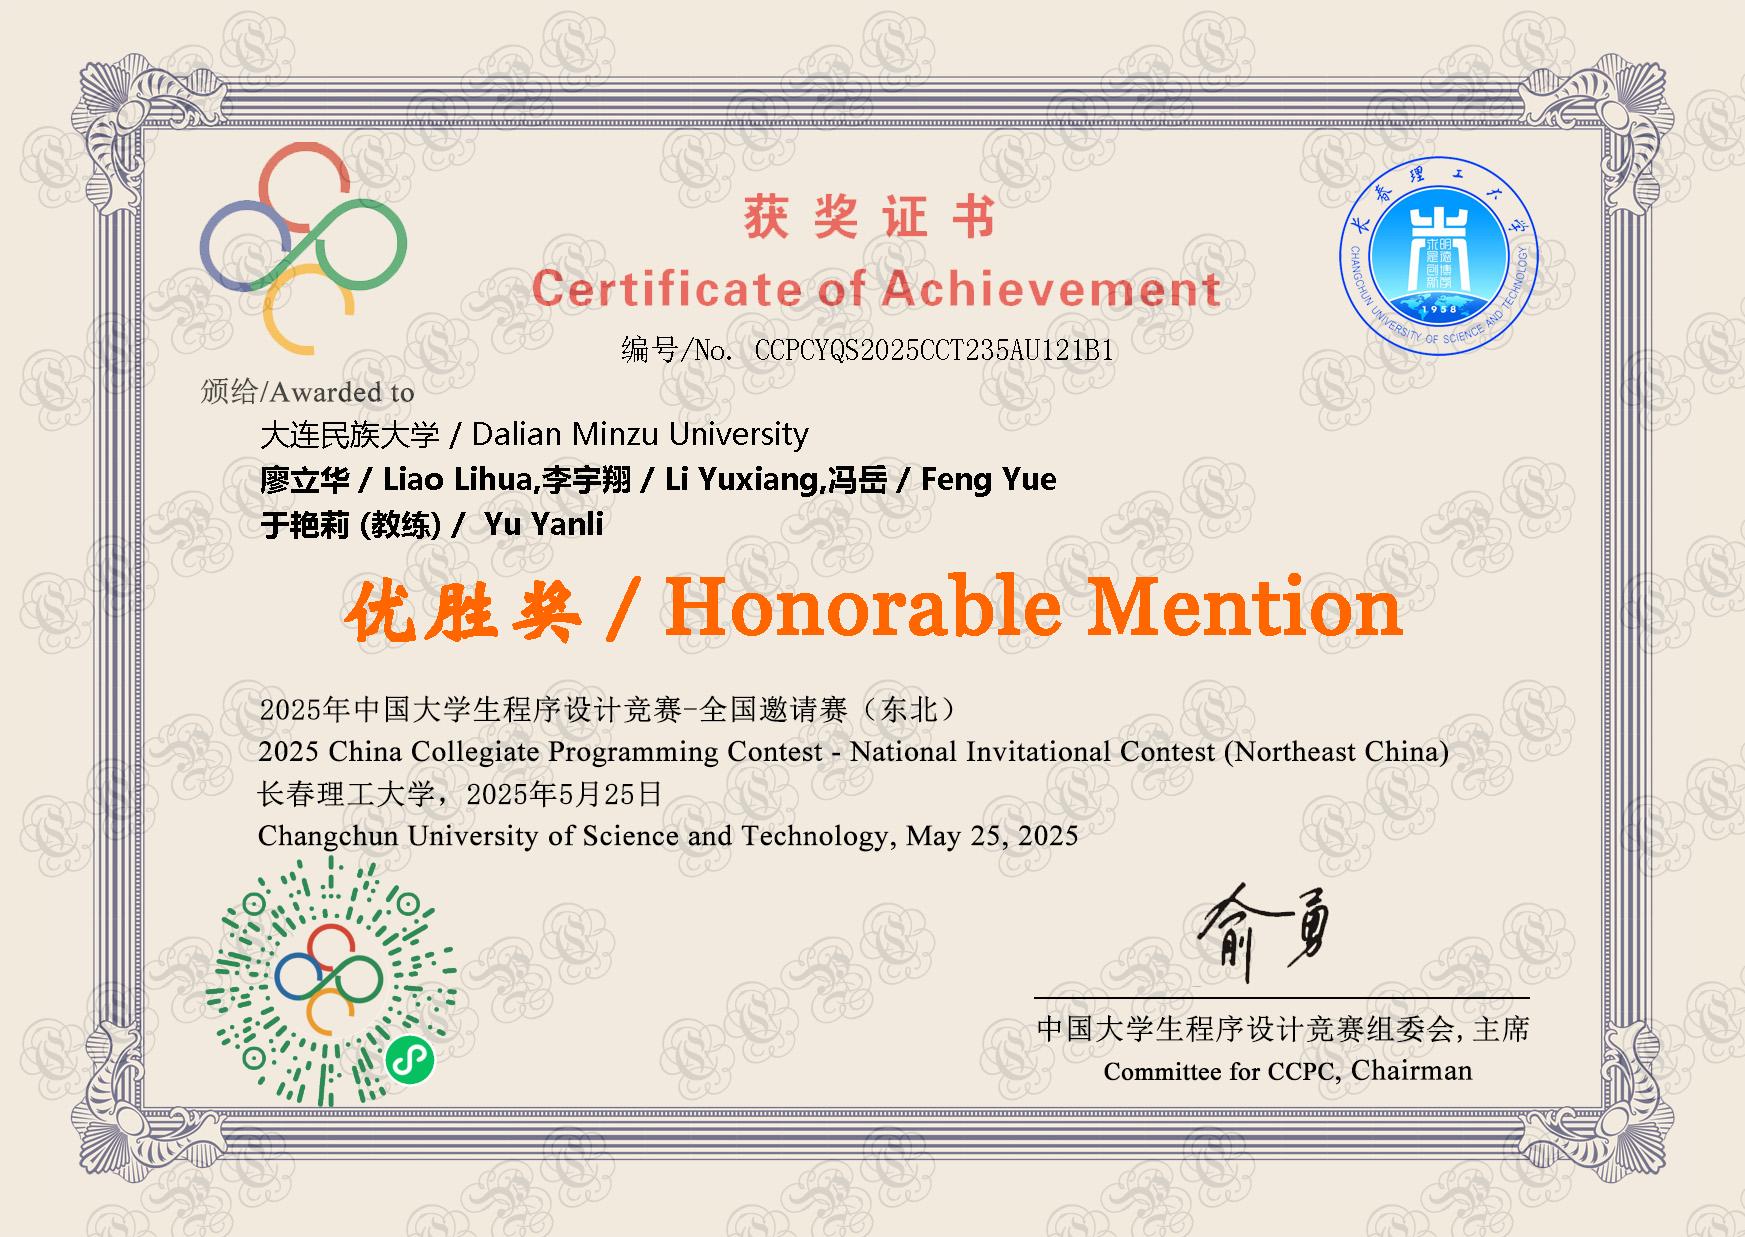 获奖证书
Certificate of Achievement
编号/No. CCPCYQS2025CCT235AU121B1
长春理工大学
CHANGCHUN UNIVERSITY OF SCIENCE AND TECHNOLOGY
明德博学
求是创新
1958
颁给/Awarded to
大连民族大学 / Dalian Minzu University
廖立华 / Liao Lihua,李宇翔 / Li Yuxiang,冯岳 / Feng Yue
于艳莉 (教练) / Yu Yanli
优胜奖 / Honorable Mention
2025年中国大学生程序设计竞赛-全国邀请赛（东北）
2025 China Collegiate Programming Contest - National Invitational Contest (Northeast China)
长春理工大学，2025年5月25日
Changchun University of Science and Technology, May 25, 2025
俞勇
中国大学生程序设计竞赛组委会,主席
Committee for CCPC, Chairman